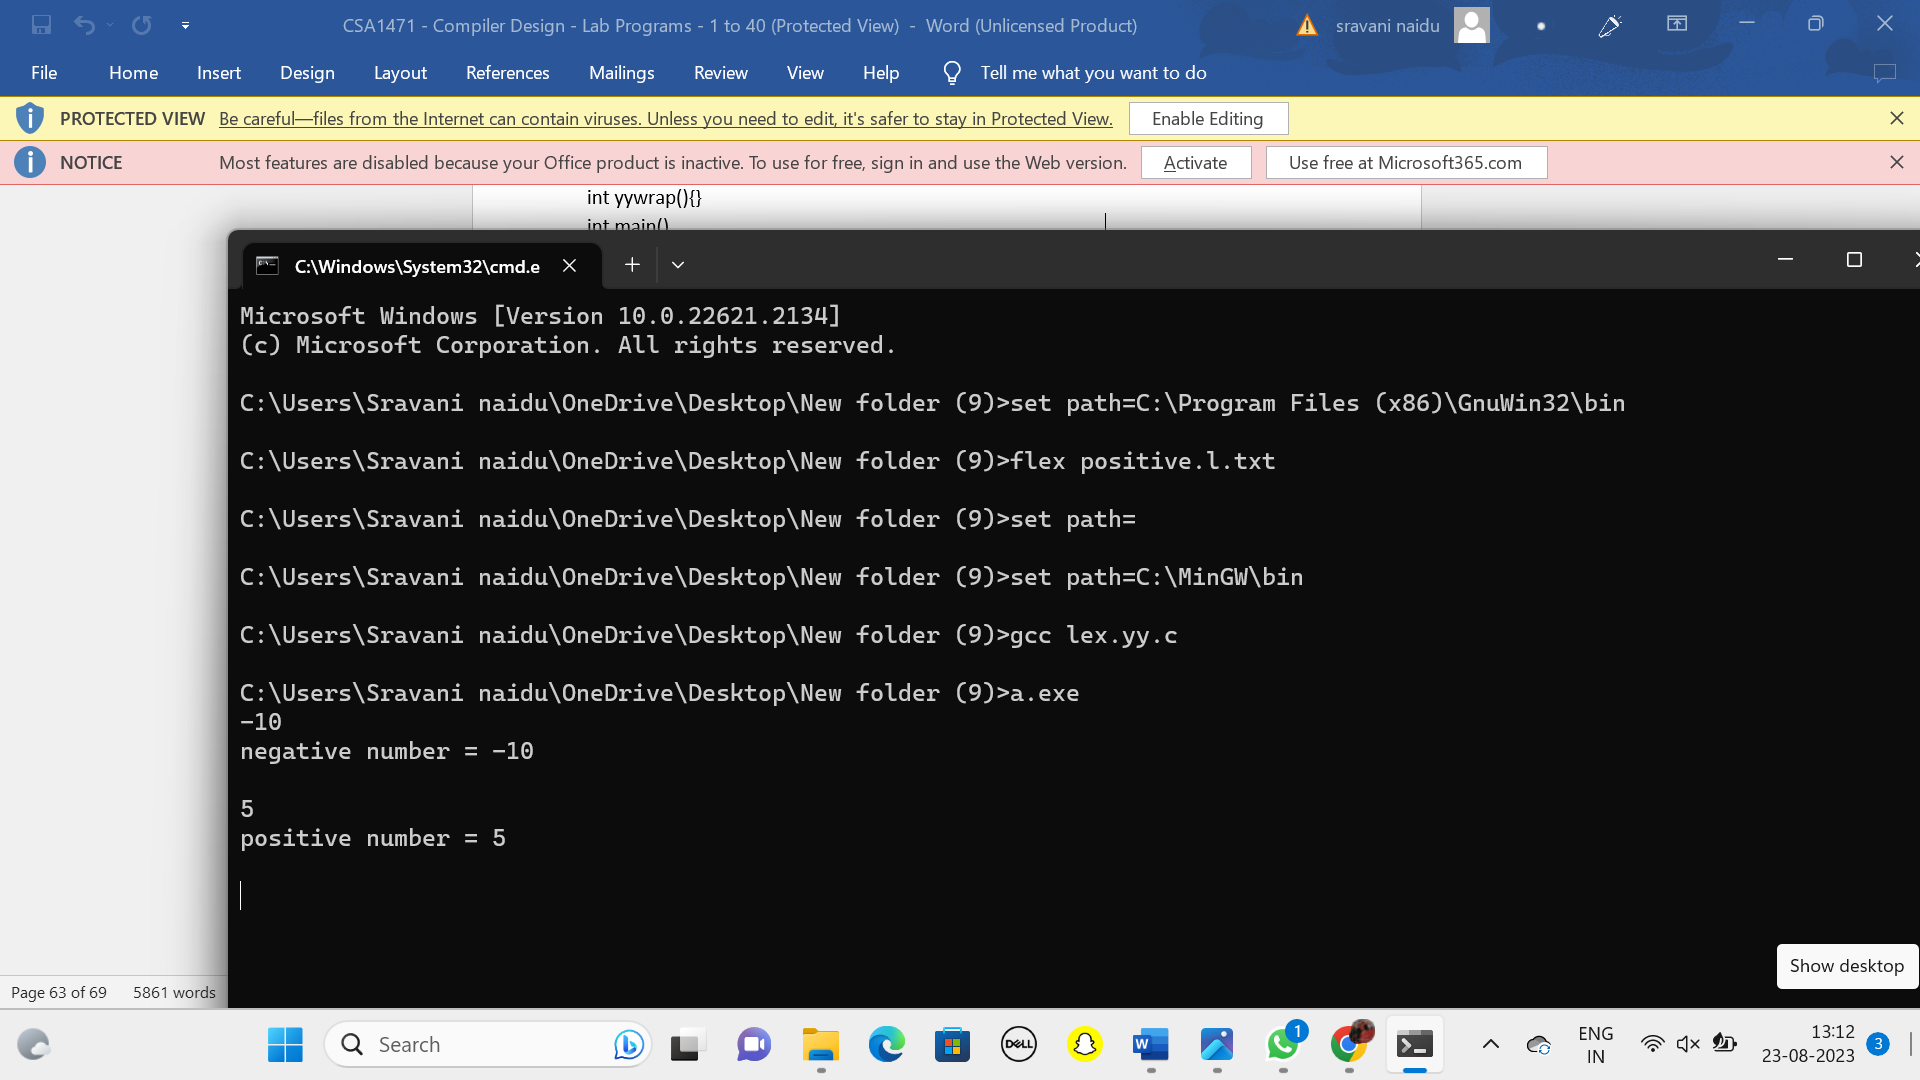 CSA1471 - Compiler Design - Lab Programs - 1 to 40 (Protected View) - Word (Unlicensed Product)
sravani naidu
File Home Insert Design Layout References Mailings Review View Help Tell me what you want to do
PROTECTED VIEW Be careful—files from the Internet can contain viruses. Unless you need to edit, it's safer to stay in Protected View. Enable Editing
NOTICE Most features are disabled because your Office product is inactive. To use for free, sign in and use the Web version. Activate Use free at Microsoft365.com
int yywrap(){}
int main()
C:\Windows\System32\cmd.e
Microsoft Windows [Version 10.0.22621.2134]
(c) Microsoft Corporation. All rights reserved.
C:\Users\Sravani naidu\OneDrive\Desktop\New folder (9)>set path=C:\Program Files (x86)\GnuWin32\bin
C:\Users\Sravani naidu\OneDrive\Desktop\New folder (9)>flex positive.l.txt
C:\Users\Sravani naidu\OneDrive\Desktop\New folder (9)>set path=
C:\Users\Sravani naidu\OneDrive\Desktop\New folder (9)>set path=C:\MinGW\bin
C:\Users\Sravani naidu\OneDrive\Desktop\New folder (9)>gcc lex.yy.c
C:\Users\Sravani naidu\OneDrive\Desktop\New folder (9)>a.exe
-10
negative number = -10
5
positive number = 5
Show desktop
Page 63 of 69 5861 words
Search
DELL
W
1
ENG
IN
13:12
23-08-2023
3